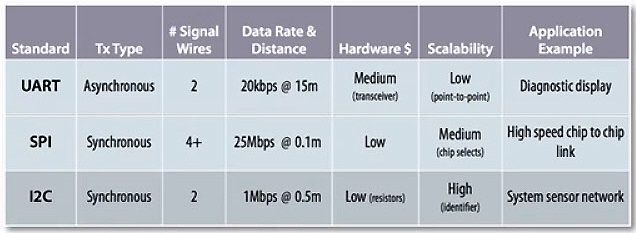 Standard Tx Type # Signal Wires Data Rate & Distance Hardware $ Scalability Application Example
UART Asynchronous 2 20kbps @ 15m Medium (transceiver) Low (point-to-point) Diagnostic display
SPI Synchronous 4+ 25Mbps @ 0.1m Low Medium (chip selects) High speed chip to chip link
I2C Synchronous 2 1Mbps @ 0.5m Low (resistors) High (identifier) System sensor network